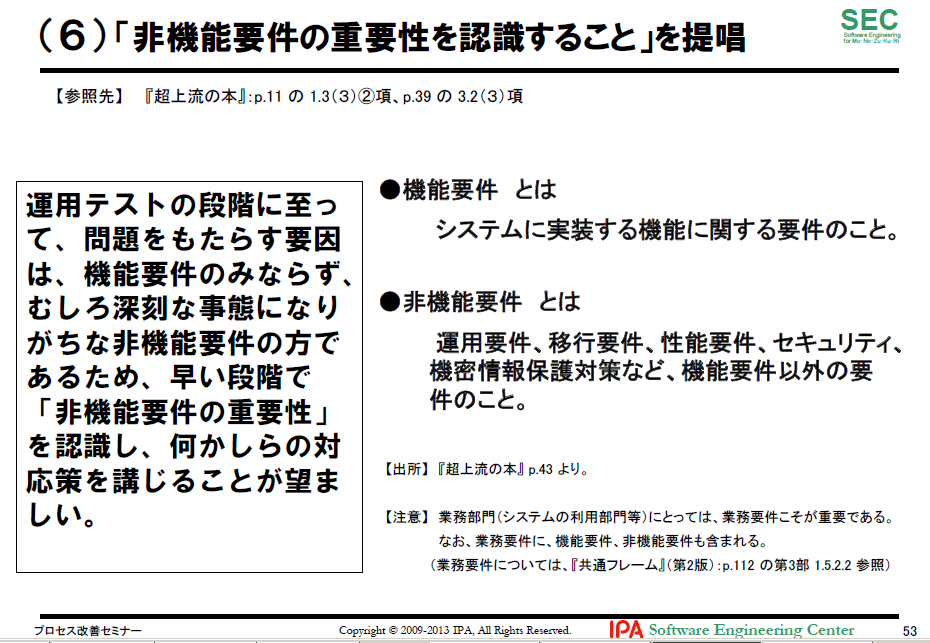 （６）「非機能要件の重要性を認識すること」を提唱
SEC
Software Engineering
for Mo・No・Zu・Ku・Ri
【参照先】 『超上流の本』：p.11 の 1.3（３）②項、p.39 の 3.2（３）項
運用テストの段階に至っ
て、問題をもたらす要因
は、機能要件のみならず、
むしろ深刻な事態になり
がちな非機能要件の方で
あるため、早い段階で
「非機能要件の重要性」
を認識し、何かしらの対
応策を講じることが望ま
しい。
●機能要件 とは
システムに実装する機能に関する要件のこと。
●非機能要件 とは
運用要件、移行要件、性能要件、セキュリティ、
機密情報保護対策など、機能要件以外の要
件のこと。
【出所】『超上流の本』 p.43 より。
【注意】 業務部門（システムの利用部門等）にとっては、業務要件こそが重要である。
なお、業務要件に、機能要件、非機能要件も含まれる。
（業務要件については、『共通フレーム』（第2版）：p.112 の第3部 1.5.2.2 参照）
プロセス改善セミナー
Copyright © 2009-2013 IPA, All Rights Reserved.
IPA Software Engineering Center
53